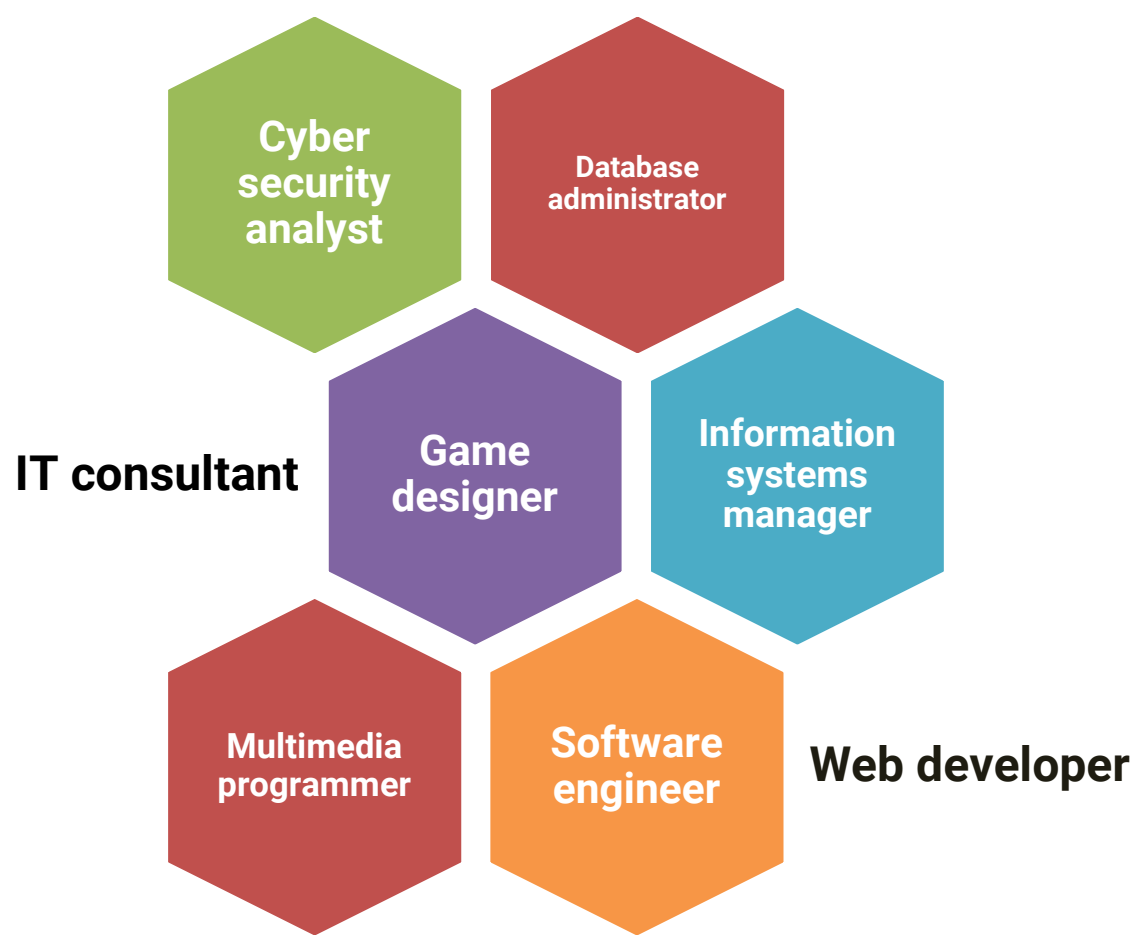 Cyber
security
analyst
Database
administrator
IT consultant
Game
designer
Information
systems
manager
Multimedia
programmer
Software
engineer
Web developer